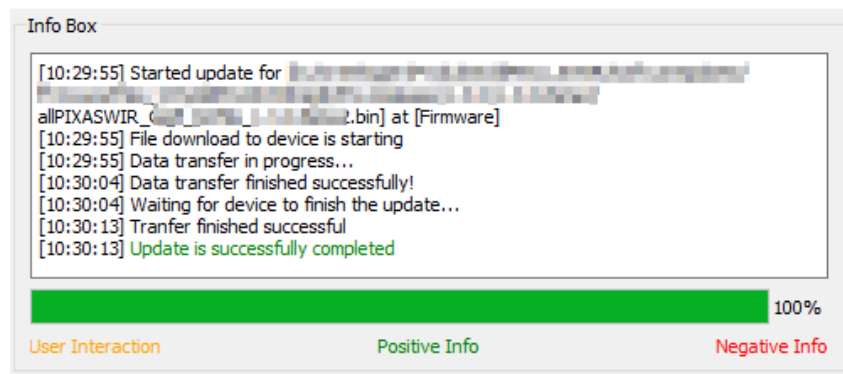 Info Box
[10:29:55] Started update for
allPIXASWIR_ 2.bin] at [Firmware]
[10:29:55] File download to device is starting
[10:29:55] Data transfer in progress...
[10:30:04] Data transfer finished successfully!
[10:30:04] Waiting for device to finish the update...
[10:30:13] Tranfer finished successful
[10:30:13] Update is successfully completed
100%
User Interaction Positive Info Negative Info